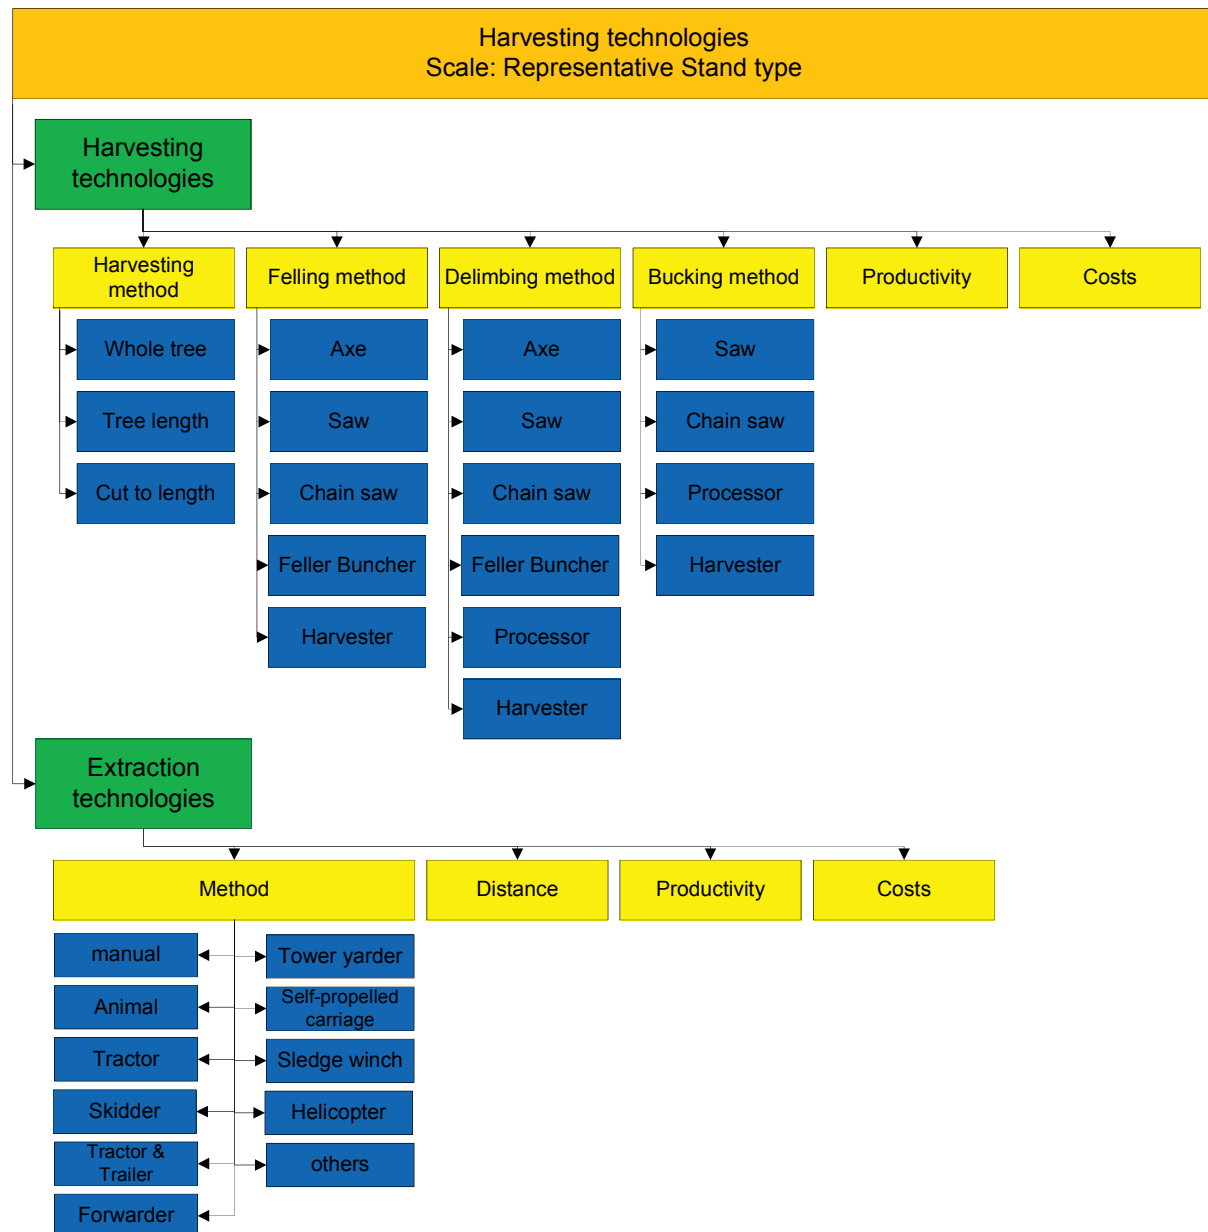 Harvesting technologies
Scale: Representative Stand type
Harvesting
technologies
Harvesting
method
Felling method
Delimbing method
Bucking method
Productivity
Costs
Whole tree
Tree length
Cut to length
Axe
Saw
Chain saw
Feller Buncher
Harvester
Axe
Saw
Chain saw
Feller Buncher
Processor
Harvester
Saw
Chain saw
Processor
Harvester
Extraction
technologies
Method
Distance
Productivity
Costs
manual
Animal
Tractor
Skidder
Tractor &
Trailer
Forwarder
Tower yarder
Self-propelled
carriage
Sledge winch
Helicopter
others